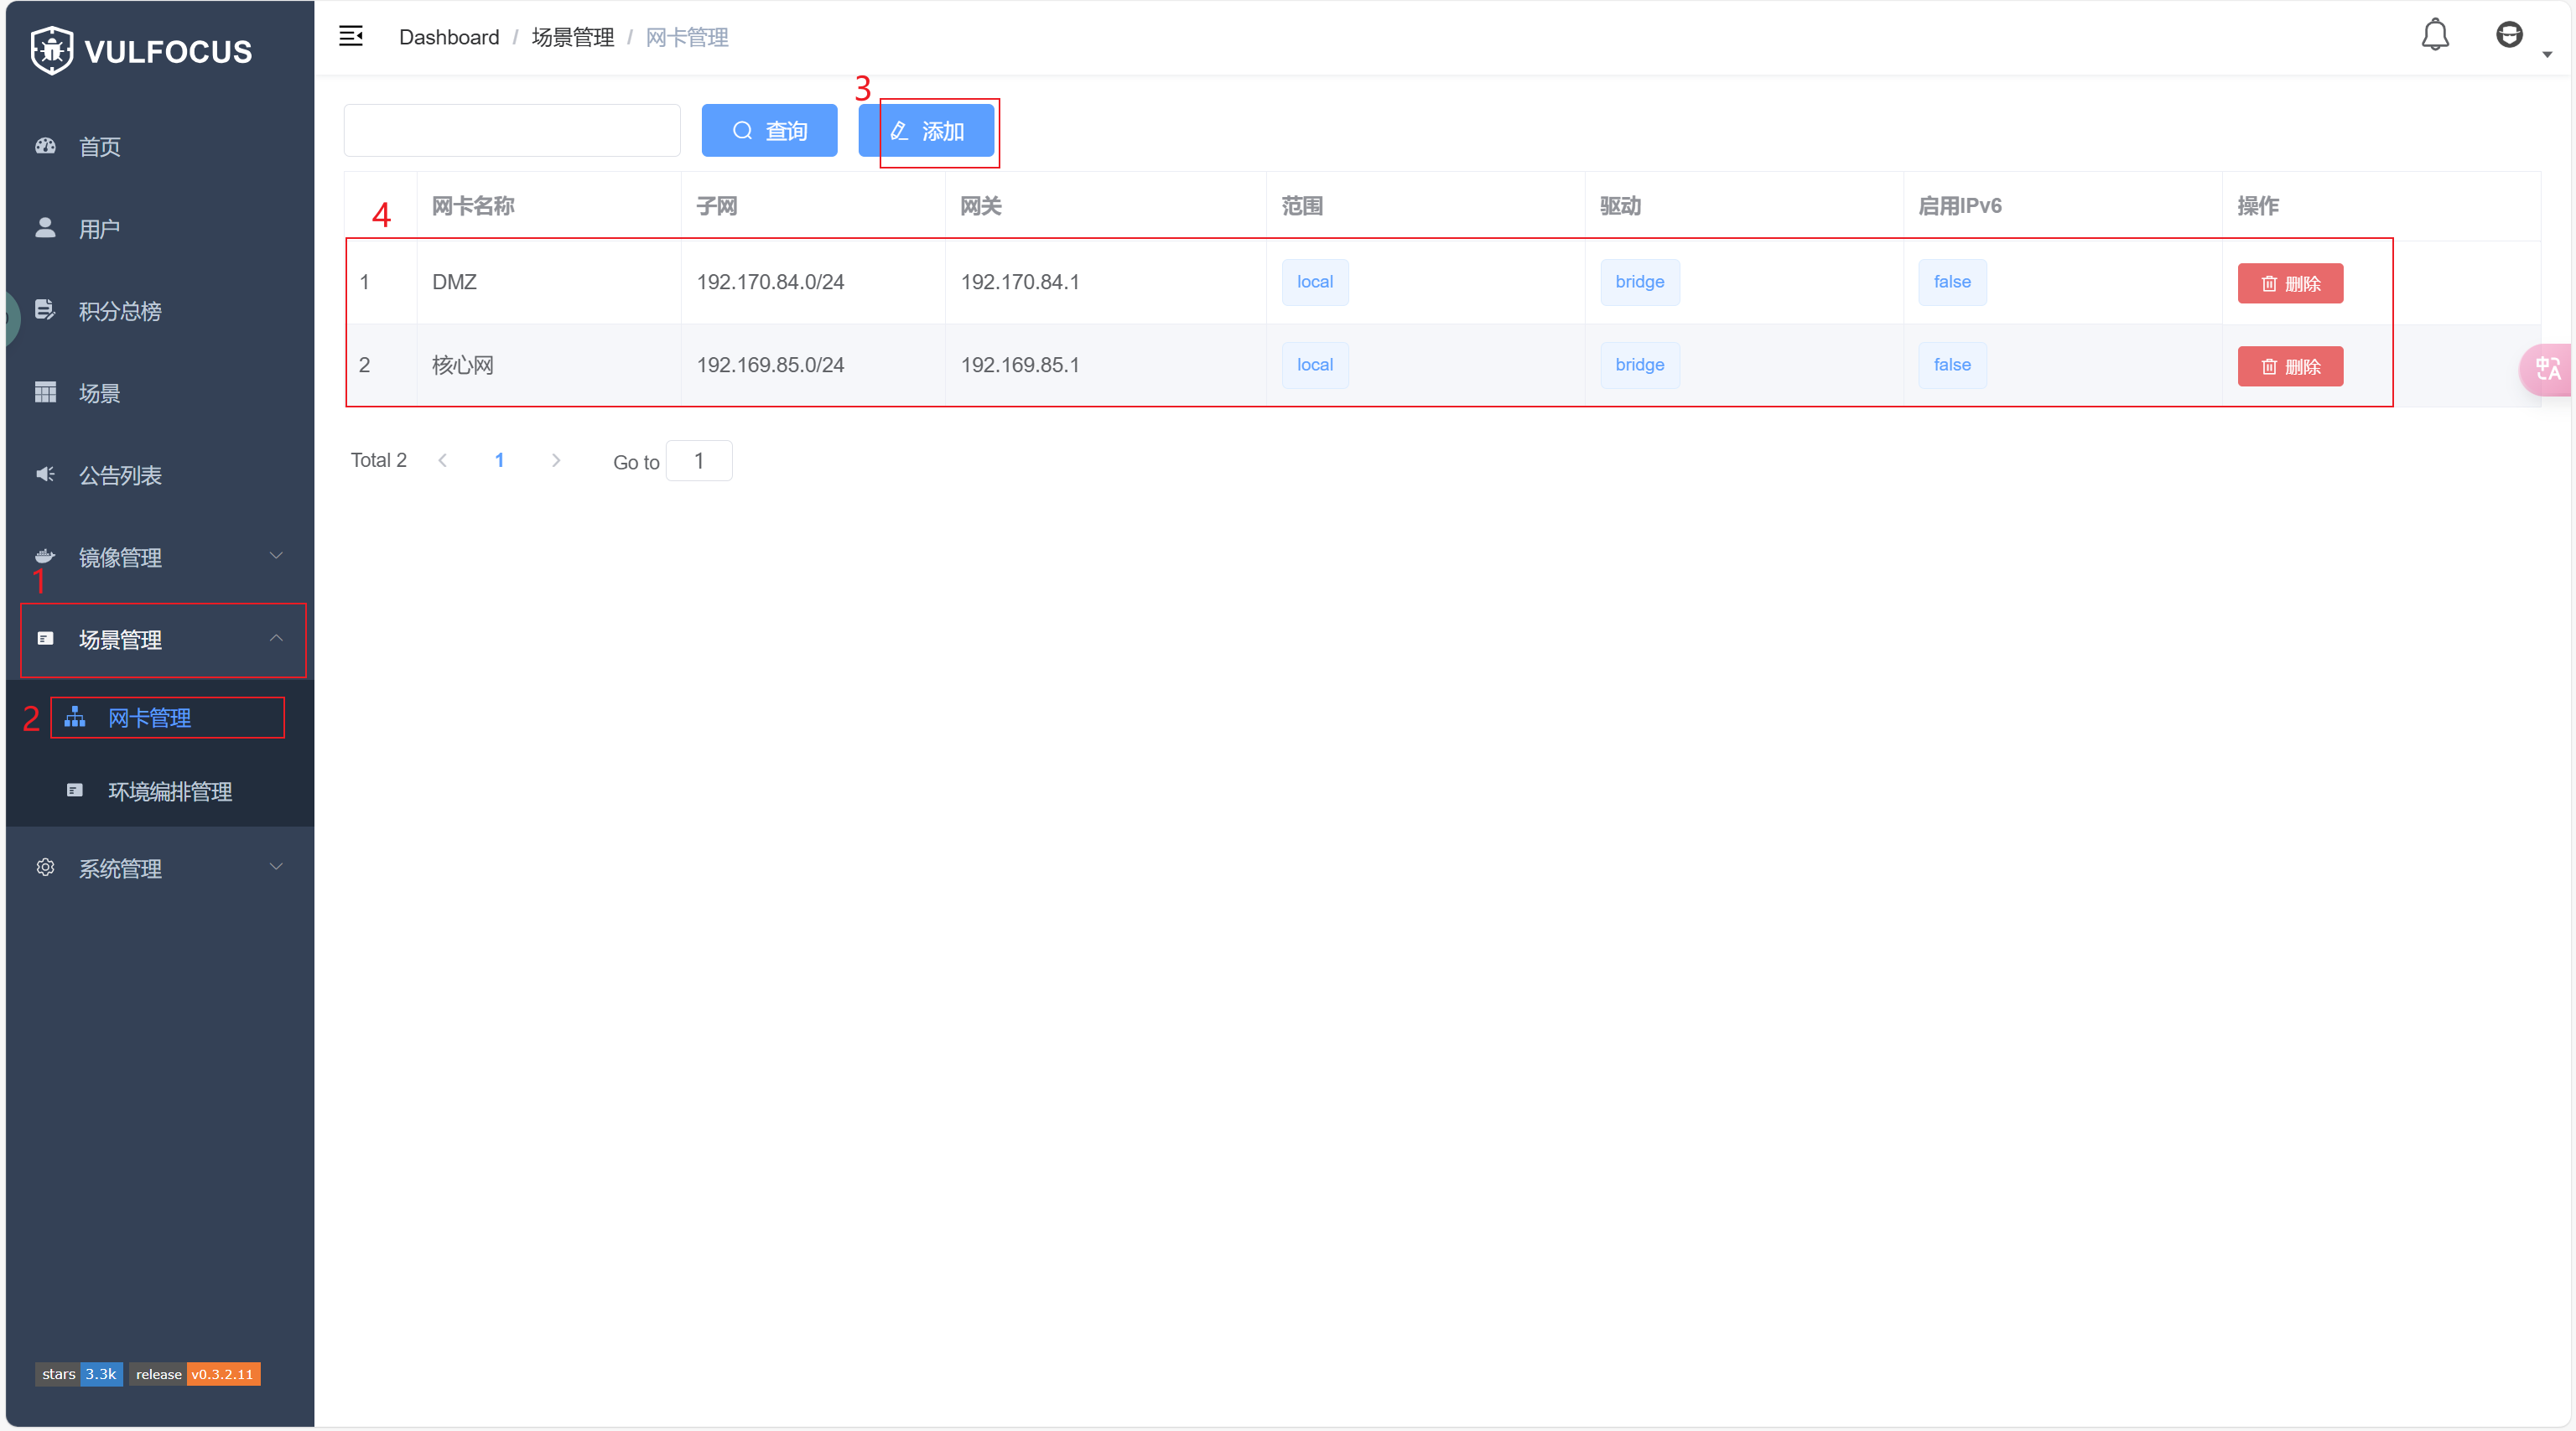 VULFOCUS
Dashboard / 场景管理 / 网卡管理
首页
用户
积分总榜
场景
公告列表
镜像管理
1
场景管理
2 网卡管理
环境编排管理
系统管理
stars 3.3k release v0.3.2.11
3
查询 添加
4 网卡名称 子网 网关 范围 驱动 启用IPv6 操作
1 DMZ 192.170.84.0/24 192.170.84.1 local bridge false 删除
2 核心网 192.169.85.0/24 192.169.85.1 local bridge false 删除
Total 2 1 Go to 1
中A